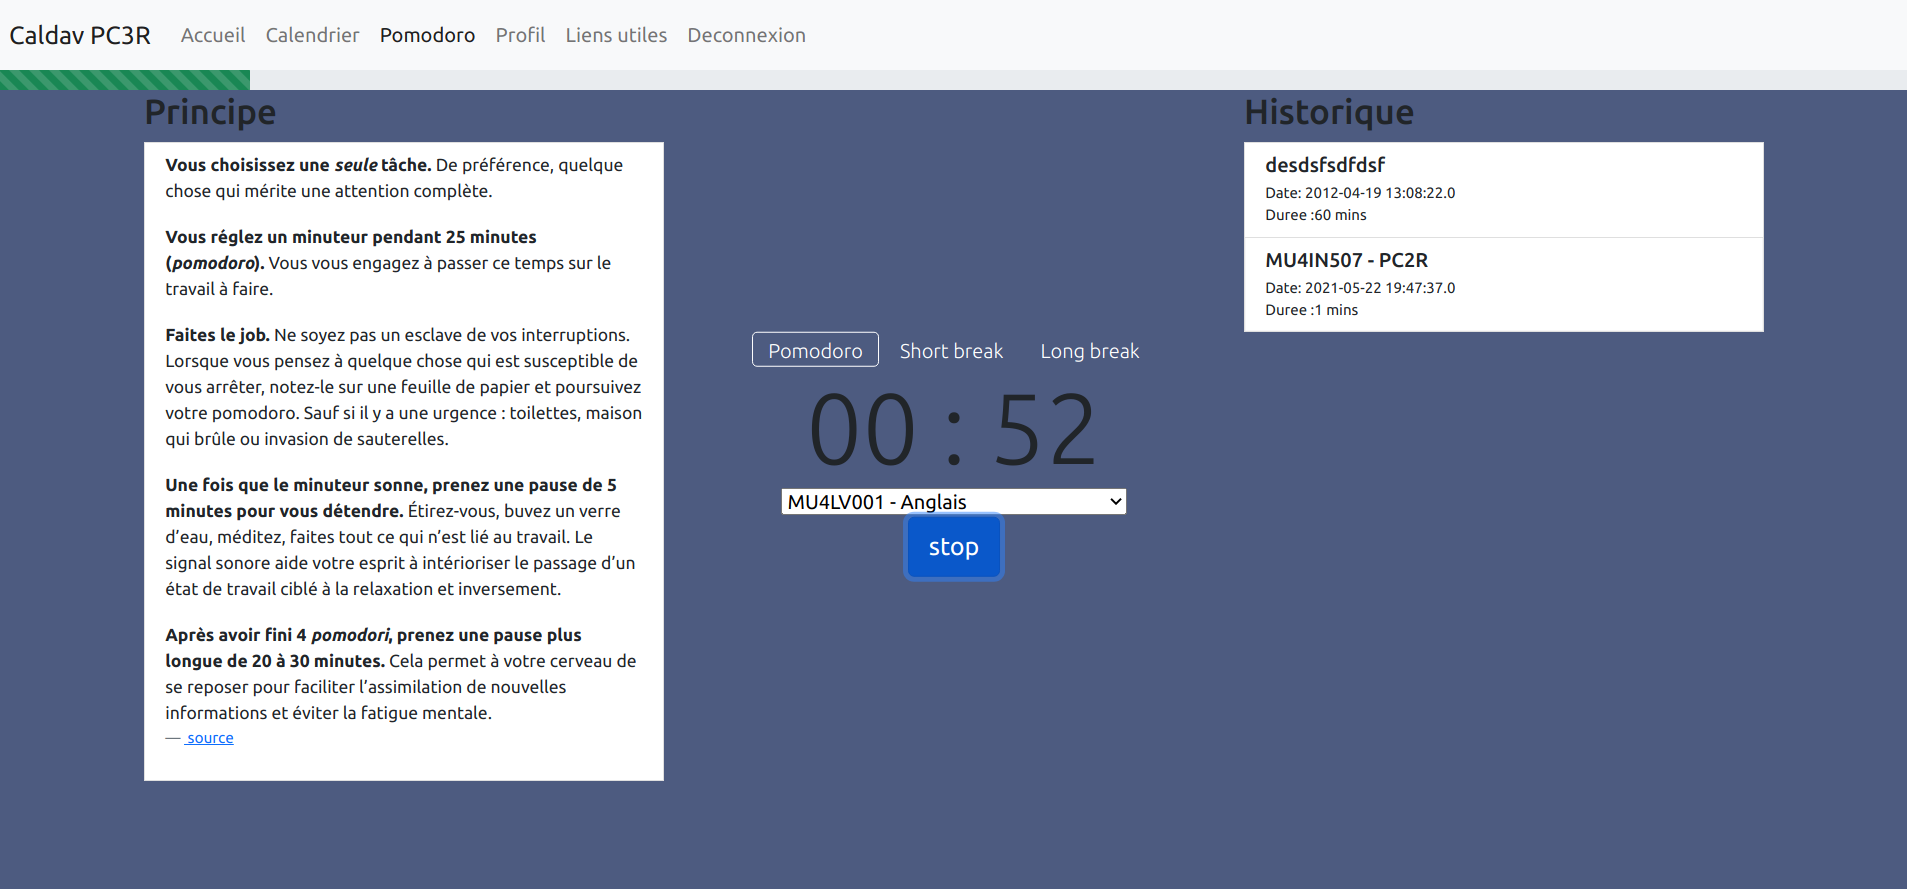 Caldav PC3R Accueil Calendrier Pomodoro Profil Liens utiles Deconnexion
Principe
Vous choisissez une seule tâche. De préférence, quelque
chose qui mérite une attention complète.
Vous réglez un minuteur pendant 25 minutes
(pomodoro). Vous vous engagez à passer ce temps sur le
travail à faire.
Faites le job. Ne soyez pas un esclave de vos interruptions.
Lorsque vous pensez à quelque chose qui est susceptible de
vous arrêter, notez-le sur une feuille de papier et poursuivez
votre pomodoro. Sauf si il y a une urgence : toilettes, maison
qui brûle ou invasion de sauterelles.
Une fois que le minuteur sonne, prenez une pause de 5
minutes pour vous détendre. Étirez-vous, buvez un verre
d’eau, méditez, faites tout ce qui n’est lié au travail. Le
signal sonore aide votre esprit à intérioriser le passage d’un
état de travail ciblé à la relaxation et inversement.
Après avoir fini 4 pomodori, prenez une pause plus
longue de 20 à 30 minutes. Cela permet à votre cerveau de
se reposer pour faciliter l’assimilation de nouvelles
informations et éviter la fatigue mentale.
— source
Pomodoro Short break Long break
00 : 52
MU4LV001 - Anglais
stop
Historique
desdsfsdfdsf
Date: 2012-04-19 13:08:22.0
Duree :60 mins
MU4IN507 - PC2R
Date: 2021-05-22 19:47:37.0
Duree :1 mins